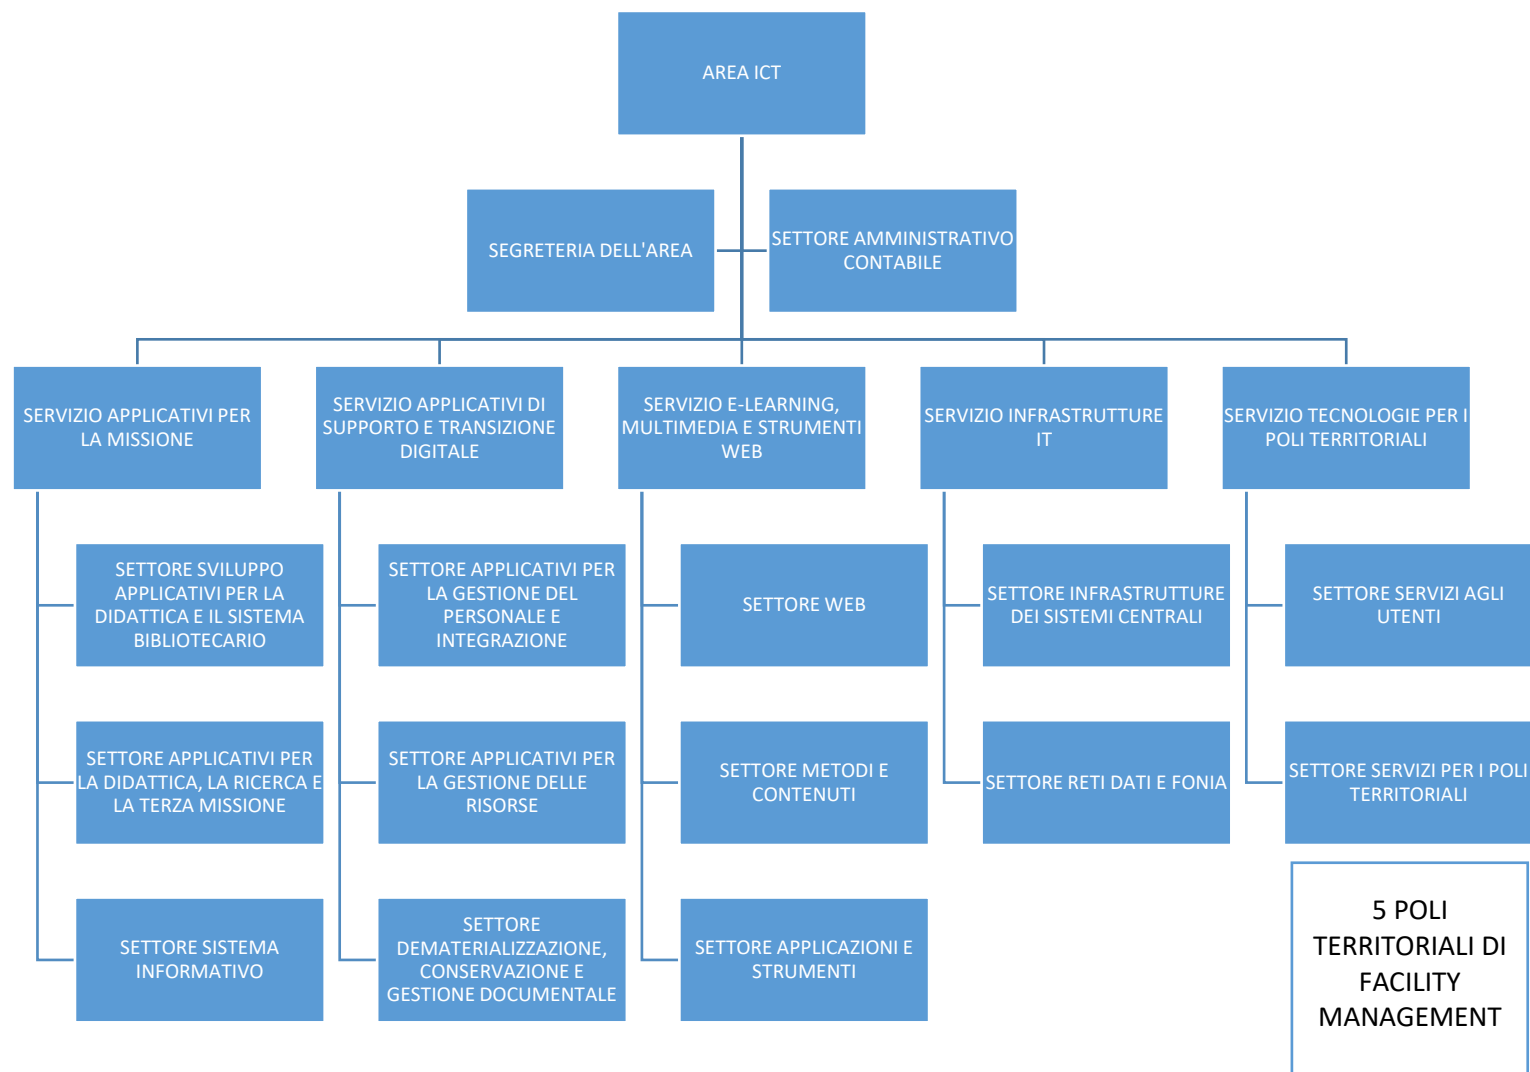 AREA ICT
SEGRETERIA DELL'AREA
SETTORE AMMINISTRATIVO
CONTABILE
SERVIZIO APPLICATIVI PER
LA MISSIONE
SERVIZIO APPLICATIVI DI
SUPPORTO E TRANSIZIONE
DIGITALE
SERVIZIO E-LEARNING,
MULTIMEDIA E STRUMENTI
WEB
SERVIZIO INFRASTRUTTURE
IT
SERVIZIO TECNOLOGIE PER I
POLI TERRITORIALI
SETTORE SVILUPPO
APPLICATIVI PER LA
DIDATTICA E IL SISTEMA
BIBLIOTECARIO
SETTORE APPLICATIVI PER
LA GESTIONE DEL
PERSONALE E
INTEGRAZIONE
SETTORE WEB
SETTORE INFRASTRUTTURE
DEI SISTEMI CENTRALI
SETTORE SERVIZI AGLI
UTENTI
SETTORE APPLICATIVI PER
LA DIDATTICA, LA RICERCA E
LA TERZA MISSIONE
SETTORE APPLICATIVI PER
LA GESTIONE DELLE
RISORSE
SETTORE METODI E
CONTENUTI
SETTORE RETI DATI E FONIA
SETTORE SERVIZI PER I POLI
TERRITORIALI
SETTORE SISTEMA
INFORMATIVO
SETTORE
DEMATERIALIZZAZIONE,
CONSERVAZIONE E
GESTIONE DOCUMENTALE
SETTORE APPLICAZIONI E
STRUMENTI
5 POLI
TERRITORIALI DI
FACILITY
MANAGEMENT